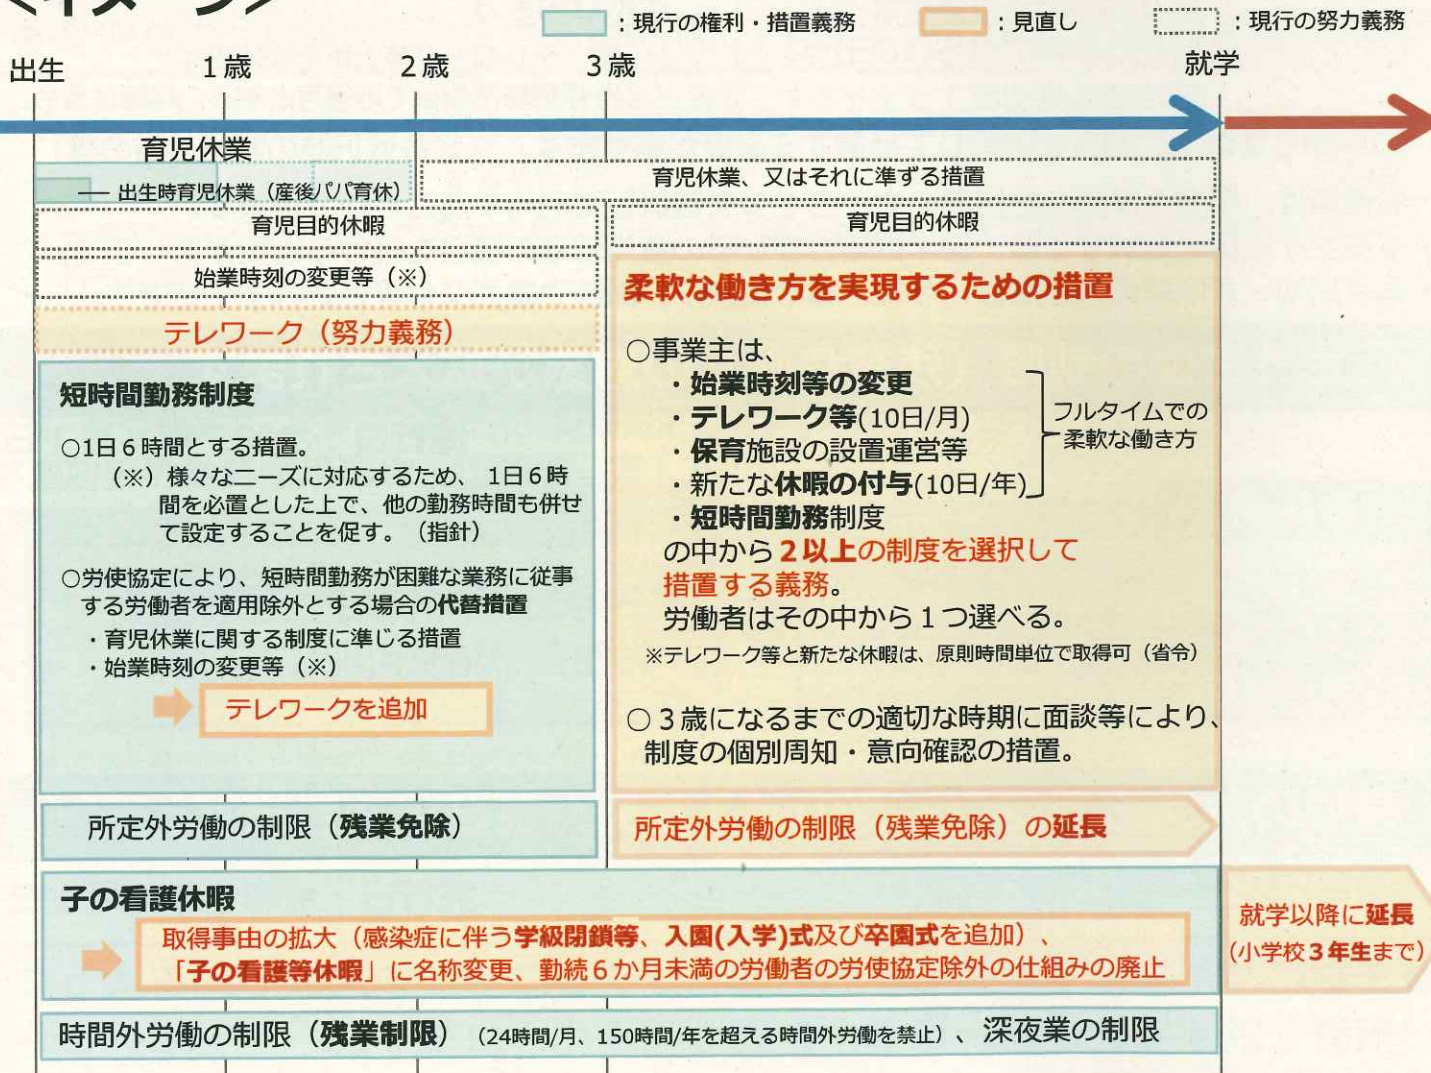 <イメージ>
：現行の権利・措置義務
：見直し
：現行の努力義務
出生
1歳
2歳
3歳
就学
育児休業
出生時育児休業（産後パパ育休）
育児休業、又はそれに準ずる措置
育児目的休暇
育児目的休暇
始業時刻の変更等（※）
テレワーク（努力義務）
短時間勤務制度
○1日６時間とする措置。
（※）様々なニーズに対応するため、 1日６時
間を必置とした上で、他の勤務時間も併せ
て設定することを促す。（指針）
○労使協定により、短時間勤務が困難な業務に従事
する労働者を適用除外とする場合の代替措置
・育児休業に関する制度に準じる措置
・始業時刻の変更等（※）
テレワークを追加
柔軟な働き方を実現するための措置
○事業主は、
・始業時刻等の変更
・テレワーク等(10日/月)
・保育施設の設置運営等
・新たな休暇の付与(10日/年)
・短時間勤務制度
フルタイムでの
柔軟な働き方
の中から２以上の制度を選択して
措置する義務。
労働者はその中から１つ選べる。
※テレワーク等と新たな休暇は、原則時間単位で取得可（省令）
○３歳になるまでの適切な時期に面談等により、
制度の個別周知・意向確認の措置。
所定外労働の制限（残業免除）
所定外労働の制限（残業免除）の延長
子の看護休暇
取得事由の拡大（感染症に伴う学級閉鎖等、入園(入学)式及び卒園式を追加）、
「子の看護等休暇」に名称変更、勤続６か月未満の労働者の労使協定除外の仕組みの廃止
就学以降に延長
(小学校３年生まで)
時間外労働の制限（残業制限）（24時間/月、150時間/年を超える時間外労働を禁止）、深夜業の制限